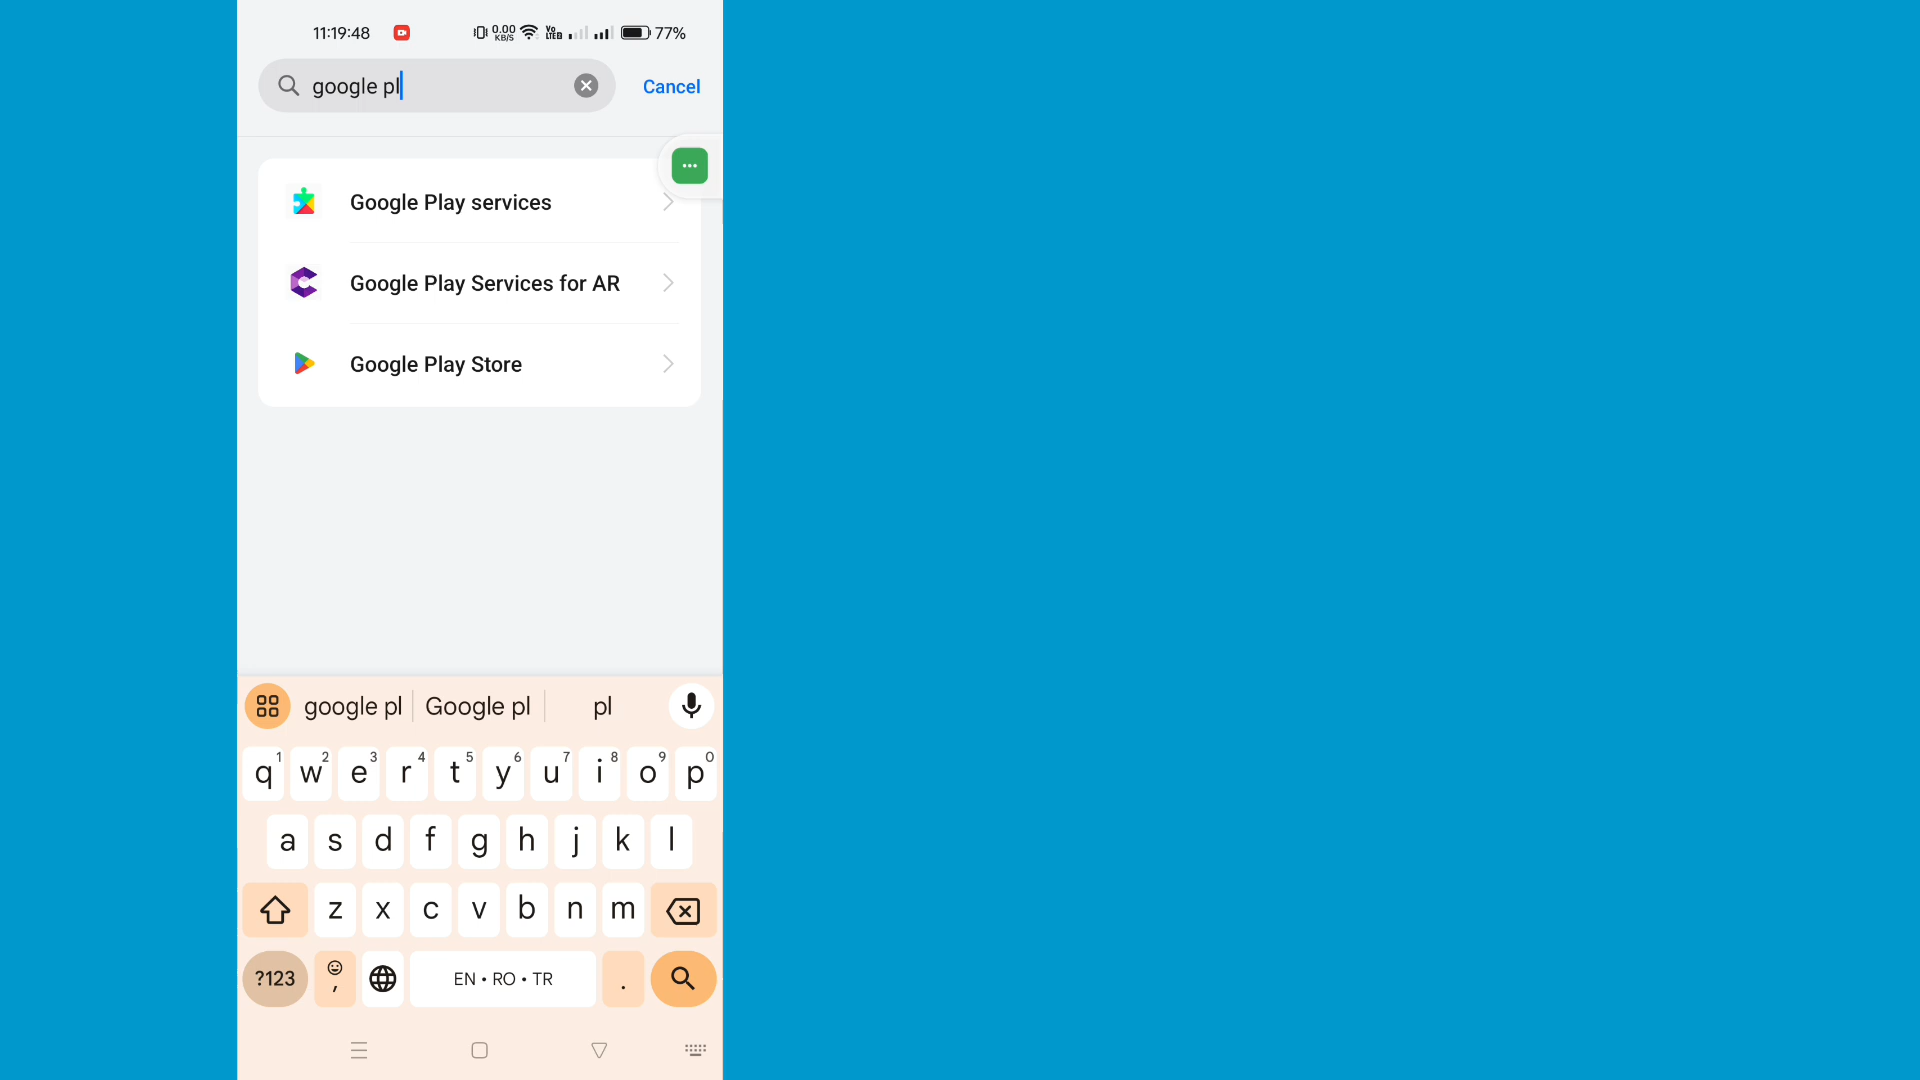 11:19:48 0.00 KB/S Vo LTE2 77%
google pl Cancel
Google Play services
Google Play Services for AR
Google Play Store
google pl Google pl pl
q1 w2 e3 r4 t5 y6 u7 i8 o9 p0
a s d f g h j k l
z x c v b n m
?123 , EN • RO • TR .